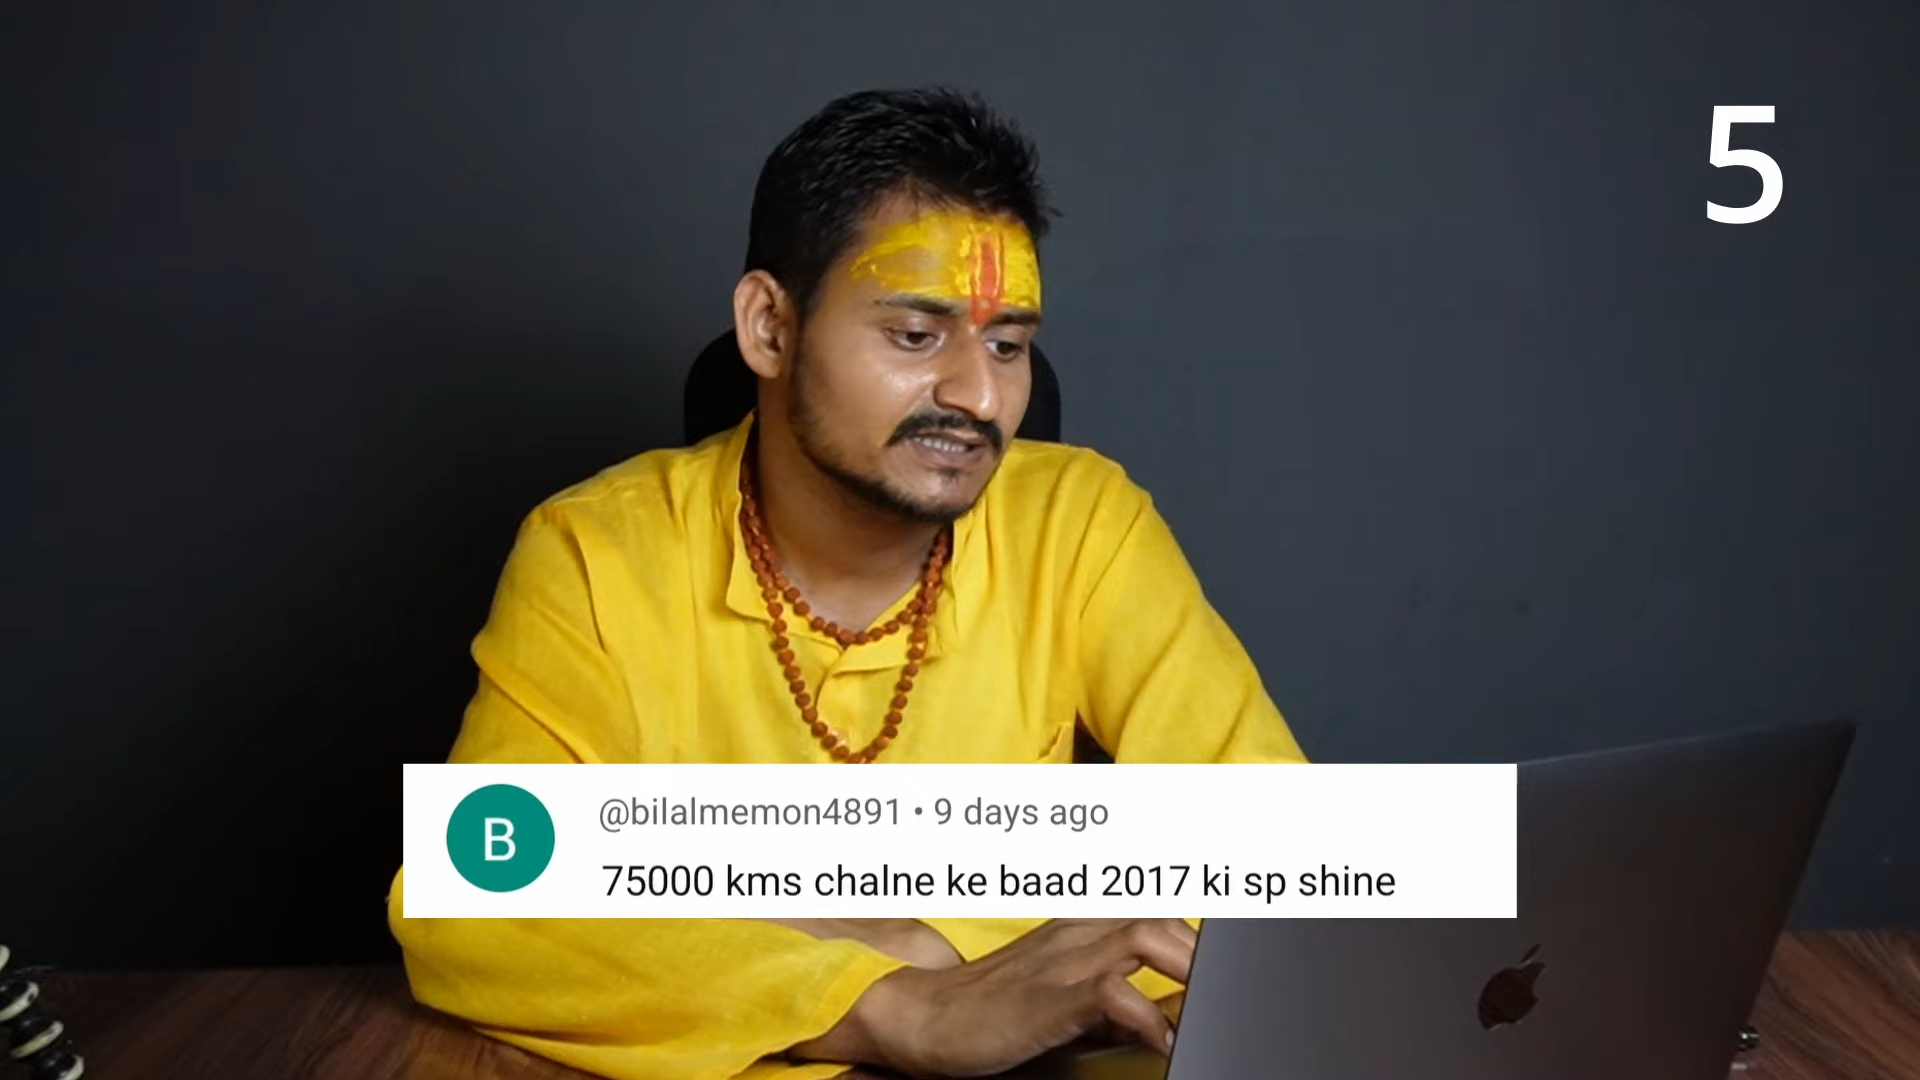 5
@bilalmemon4891 • 9 days ago
B
75000 kms chalne ke baad 2017 ki sp shine